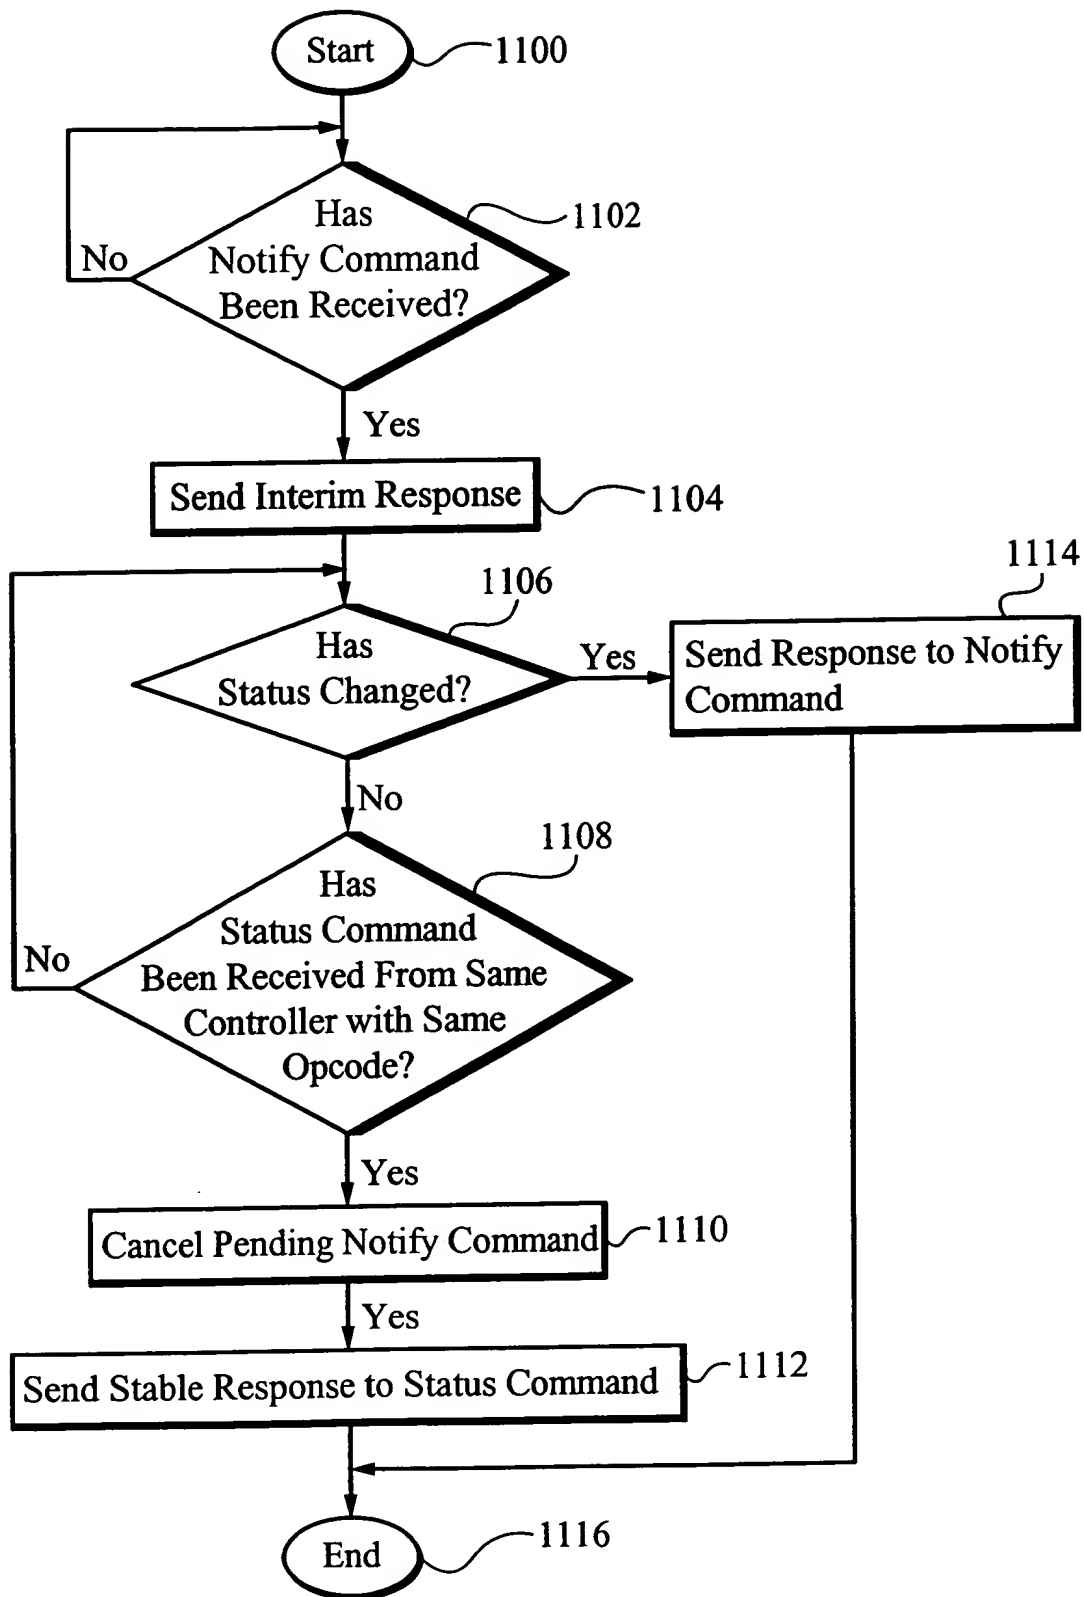 Start
1100
Has
Notify Command
Been Received?
1102
No
Yes
Send Interim Response
1104
1106
Has
Status Changed?
Yes
1114
Send Response to Notify
Command
No
1108
Has
Status Command
Been Received From Same
Controller with Same
Opcode?
No
Yes
Cancel Pending Notify Command
1110
Yes
Send Stable Response to Status Command
1112
End
1116